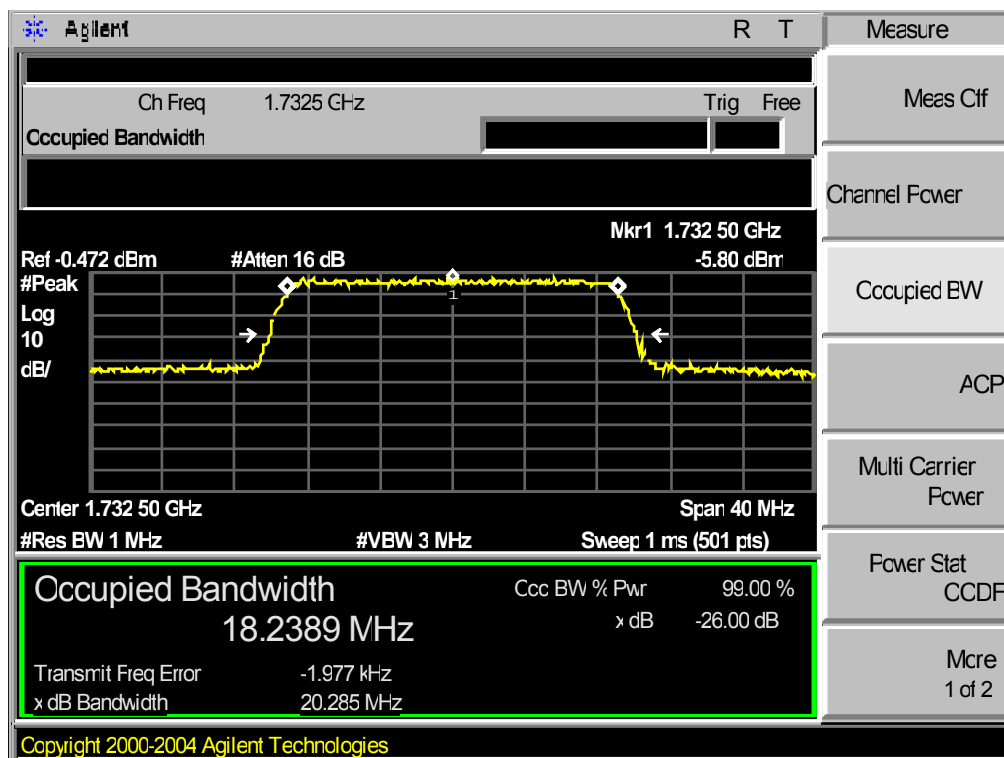 Agilent R T
Ch Freq 1.7325 GHz Trig Free
Occupied Bandwidth
Mkr1 1.732 50 GHz
Ref -0.472 dBm #Atten 16 dB -5.80 dBm
#Peak
Log
10
dB/
1
Center 1.732 50 GHz Span 40 MHz
#Res BW 1 MHz #VBW 3 MHz Sweep 1 ms (501 pts)
Occupied Bandwidth
18.2389 MHz
Occ BW % Pwr 99.00 %
x dB -26.00 dB
Transmit Freq Error -1.977 kHz
x dB Bandwidth 20.285 MHz
Copyright 2000-2004 Agilent Technologies
Measure
Meas Off
Channel Power
Occupied BW
ACP
Multi Carrier
Power
Power Stat
CCDF
More
1 of 2